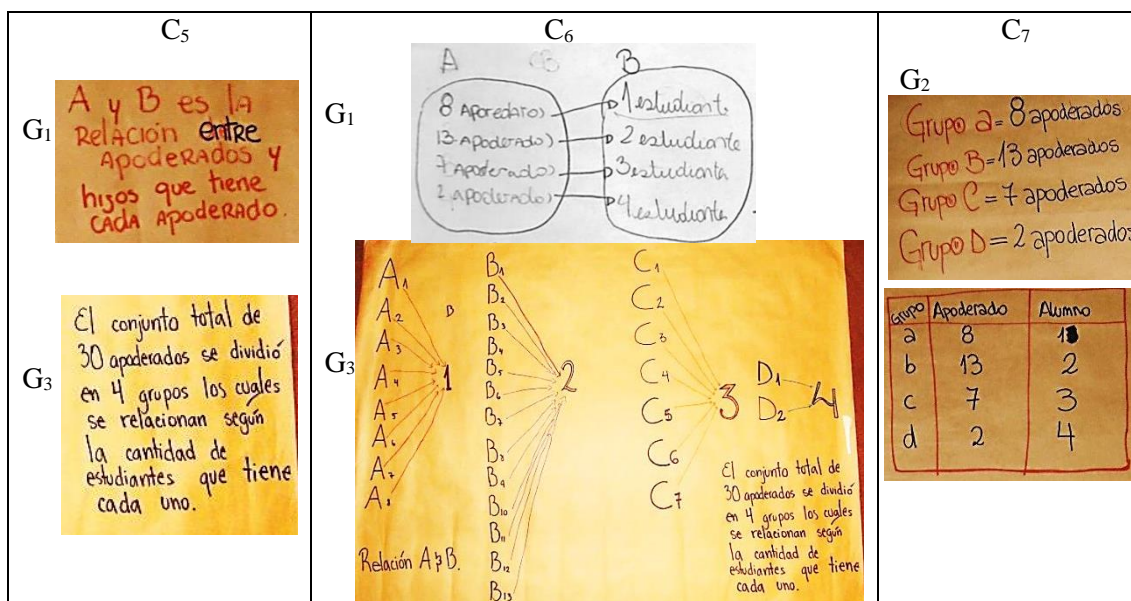 C5
G1
A y B es la
Relación entre
Apoderados y
hijos que tiene
cada apoderado.
G3
El conjunto total de
30 apoderados se dividió
en 4 grupos los cuales
se relacionan según
la cantidad de
estudiantes que tiene
cada uno.
C6
G1
A B
8 Aporedatos 1 estudiante
13 Apoderado) 2 estudiante
7 Apoderados) 3 estudianta
2 (Apoderado) 4 estudianta
G3
A1 B1 C1
A2 B2 C2
A3 B3 C3
A4 B4 C4
A5 B5 C5
A6 B6 C6
A7 B7 C7
A8 B8
B9
B10
B11
B12
B13
1 2 3 4
D1
D2
Relación A y B.
El conjunto total de
30 apoderados se dividió
en 4 grupos los cuales
se relacionan según
la cantidad de
estudiantes que tiene
cada uno.
C7
G2
Grupo a = 8 apoderados
Grupo B = 13 apoderados
Grupo C = 7 apoderados
Grupo D = 2 apoderados
Grupo Apoderado Alumno
a 8 1
b 13 2
c 7 3
d 2 4